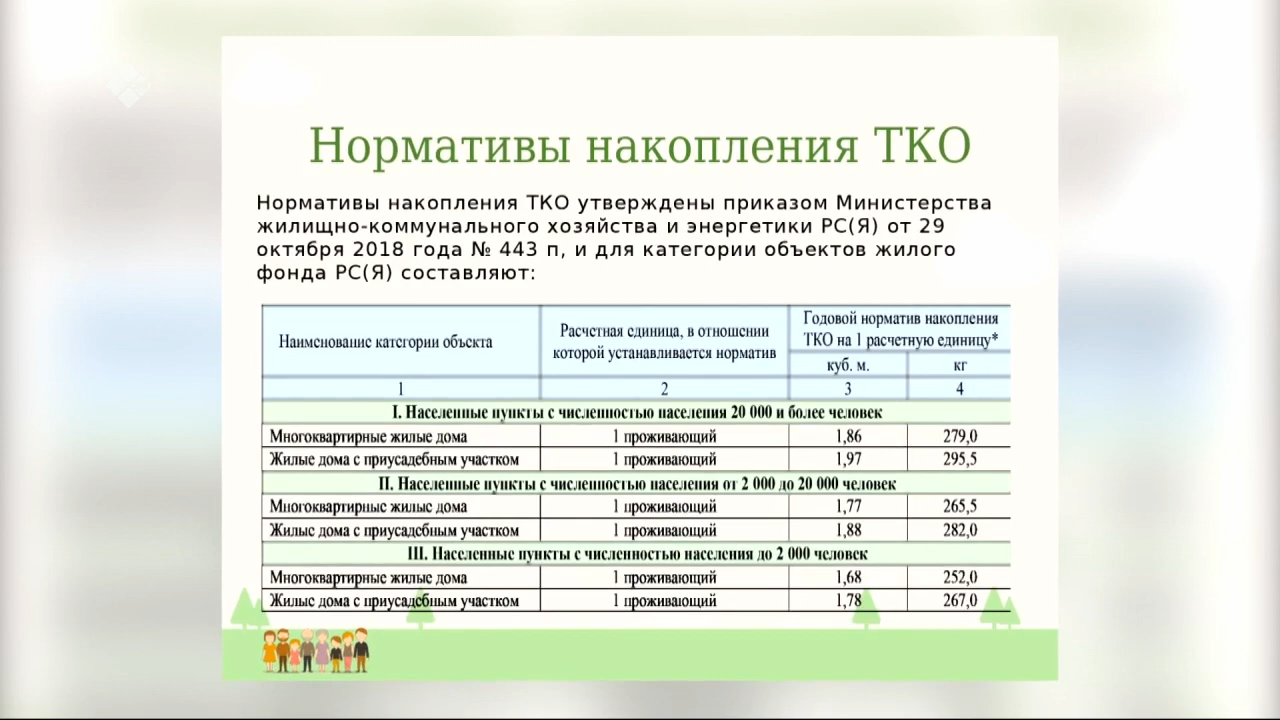 Нормативы накопления ТКО
Нормативы накопления ТКО утверждены приказом Министерства
жилищно-коммунального хозяйства и энергетики РС(Я) от 29
октября 2018 года № 443 п, и для категории объектов жилого
фонда РС(Я) составляют:
Наименование категории объекта
Расчетная единица, в отношении
которой устанавливается норматив
Годовой норматив накопления
ТКО на 1 расчетную единицу*
куб. м. кг
1 2 3 4
I. Населенные пункты с численностью населения 20 000 и более человек
Многоквартирные жилые дома 1 проживающий 1,86 279,0
Жилые дома с приусадебным участком 1 проживающий 1,97 295,5
II. Населенные пункты с численностью населения от 2 000 до 20 000 человек
Многоквартирные жилые дома 1 проживающий 1,77 265,5
Жилые дома с приусадебным участком 1 проживающий 1,88 282,0
III. Населенные пункты с численностью населения до 2 000 человек
Многоквартирные жилые дома 1 проживающий 1,68 252,0
Жилые дома с приусадебным участком 1 проживающий 1,78 267,0